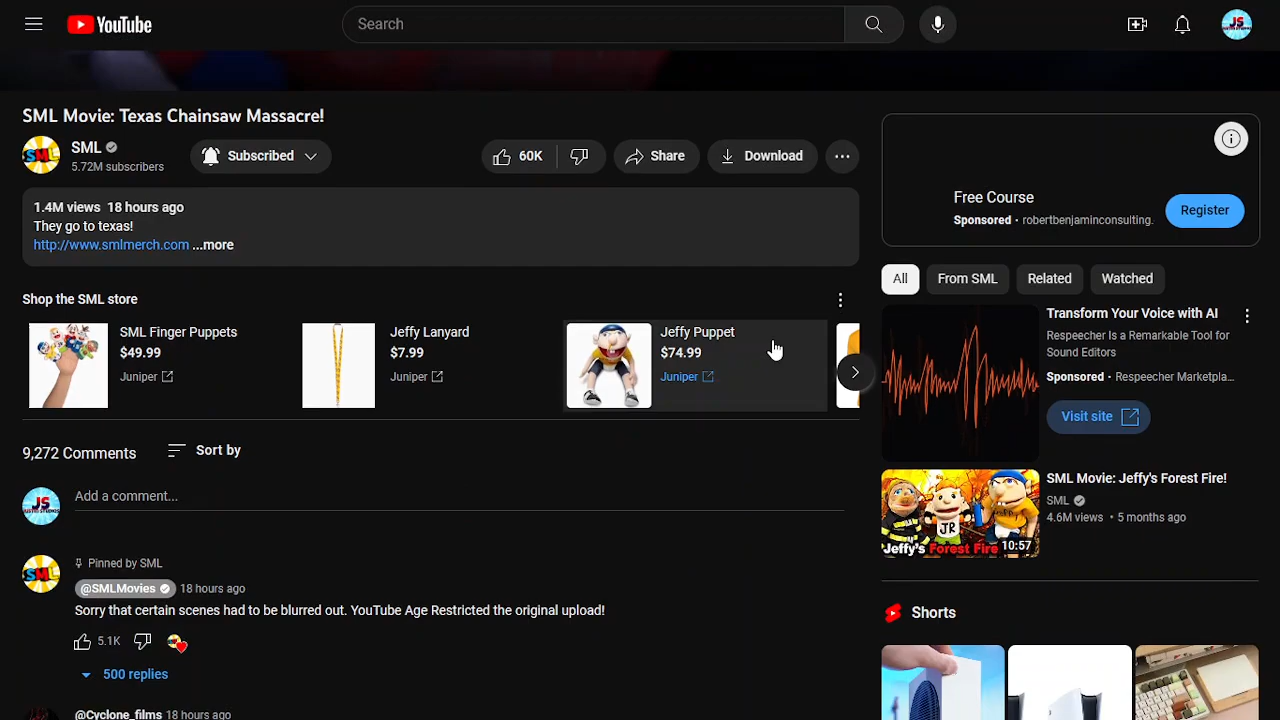 YouTube
Search
JS
SML Movie: Texas Chainsaw Massacre!
SML
SML
5.72M subscribers
Subscribed
60K
Share
Download
1.4M views 18 hours ago
They go to texas!
http://www.smlmerch.com ...more
Shop the SML store
SML Finger Puppets
$49.99
Juniper
Jeffy Lanyard
$7.99
Juniper
Jeffy Puppet
$74.99
Juniper
9,272 Comments
Sort by
JS
Add a comment...
SML
Pinned by SML
@SMLMovies
18 hours ago
Sorry that certain scenes had to be blurred out. YouTube Age Restricted the original upload!
5.1K
500 replies
@Cyclone_films 18 hours ago
Free Course
Sponsored • robertbenjaminconsulting.
Register
All
From SML
Related
Watched
Transform Your Voice with AI
Respeecher Is a Remarkable Tool for
Sound Editors
Sponsored • Respeecher Marketpla...
Visit site
JR
Jeffy's Forest Fire
10:57
SML Movie: Jeffy's Forest Fire!
SML
4.6M views • 5 months ago
Shorts